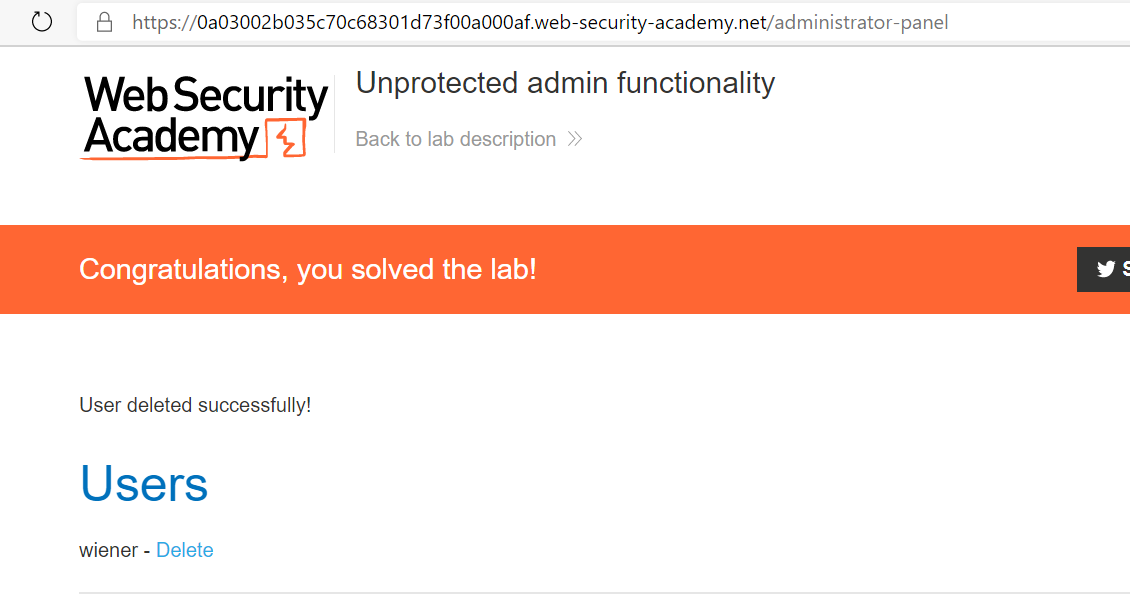 https://0a03002b035c70c68301d73f00a000af.web-security-academy.net/administrator-panel
Web Security
Academy
Unprotected admin functionality
Back to lab description
Congratulations, you solved the lab!
User deleted successfully!
Users
wiener - Delete